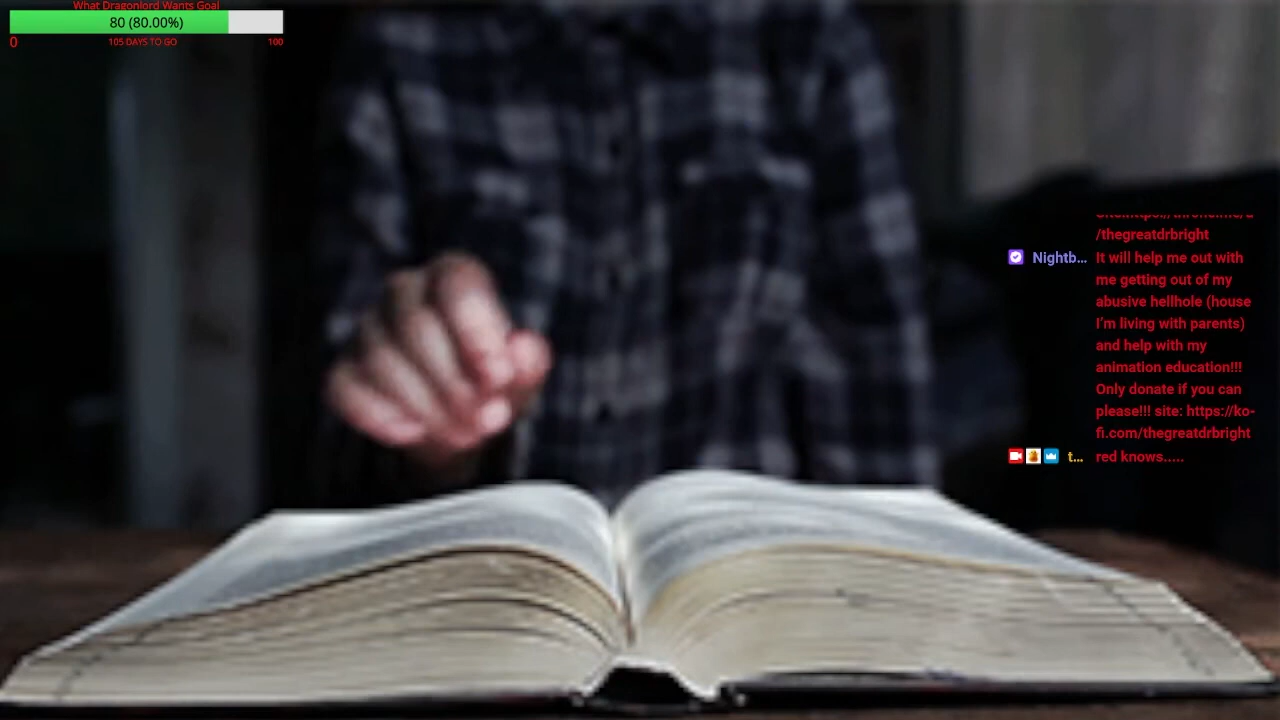 What Dragonlord Wants Goal
80 (80.00%)
0
105 DAYS TO GO
100
/thegreatdrbright
Nightb... It will help me out with
me getting out of my
abusive hellhole (house
I'm living with parents)
and help with my
animation education!!!
Only donate if you can
please!!! site: https://ko-
fi.com/thegreatdrbright
t... red knows.....